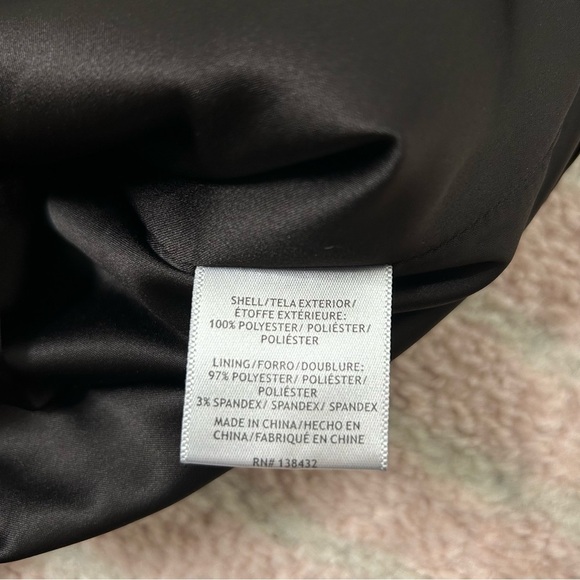 SHELL/TELA EXTERIOR/
ÉTOFFE EXTÉRIEURE:
100% POLYESTER/ POLIÉSTER/
POLIÉSTER
LINING/FORRO/DOUBLURE:
97% POLYESTER/ POLIÉSTER/
POLIÉSTER
3% SPANDEX/ SPANDEX/ SPANDEX
MADE IN CHINA/HECHO EN
CHINA/FABRIQUÉ EN CHINE
RN# 138432